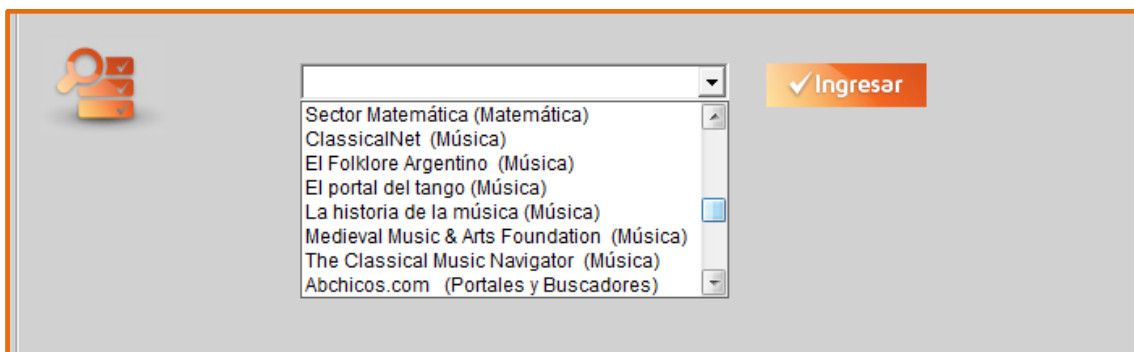 Ingresar
Sector Matemática (Matemática)
ClassicalNet (Música)
El Folklore Argentino (Música)
El portal del tango (Música)
La historia de la música (Música)
Medieval Music & Arts Foundation (Música)
The Classical Music Navigator (Música)
Abchicos.com (Portales y Buscadores)